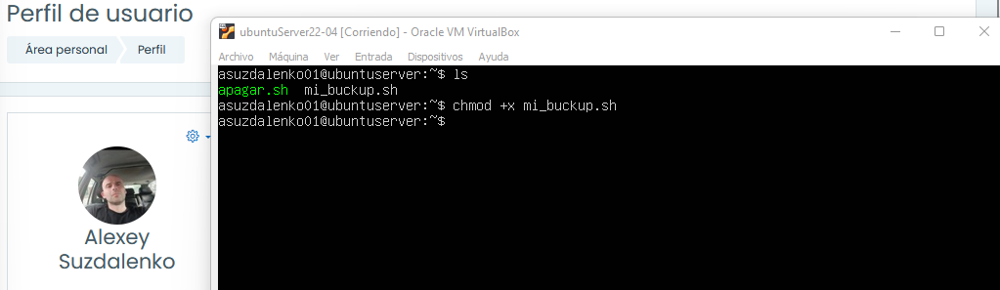 Perfil de usuario
Área personal
Perfil
Alexey
Suzdalenko
ubuntuServer22-04 [Corriendo] - Oracle VM VirtualBox
Archivo Máquina Ver Entrada Dispositivos Ayuda
asuzdalenko01@ubuntuserver:~$ ls
apagar.sh mi_buckup.sh
asuzdalenko01@ubuntuserver:~$ chmod +x mi_buckup.sh
asuzdalenko01@ubuntuserver:~$